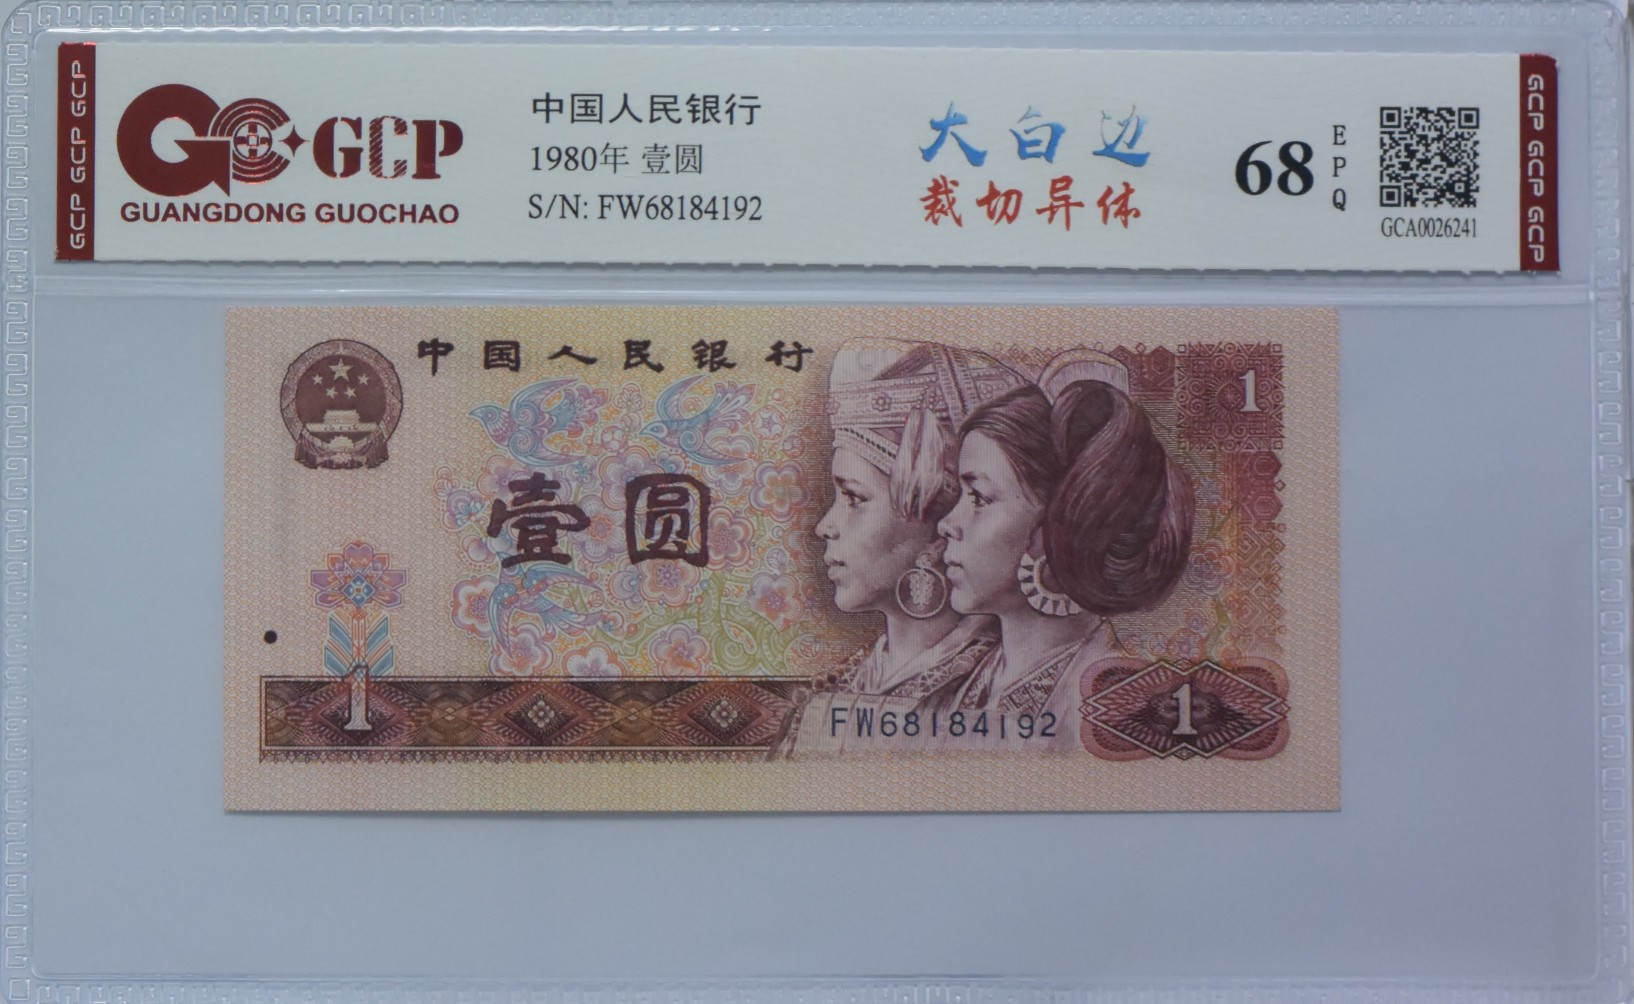 GCP GCP GCP
GCP
GUANGDONG GUOCHAO
中国人民银行
1980年 壹圆
S/N: FW68184192
大白边
裁切异体
68
EPQ
GCA0026241
GCP GCP GCP
中国人民银行
1
壹圆
1
FW68184192
1